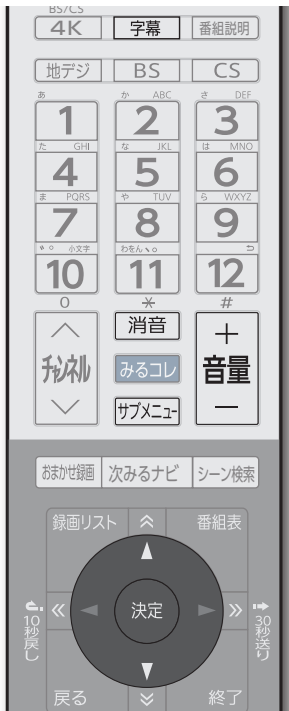 BS/CS
4K 字幕 番組説明
地デジ BS CS
あ か ABC さ DEF
1 2 3
た GHI な JKL は MNO
4 5 6
ま PQRS や TUV ら WXYZ
7 8 9
小文字 わをん、。
10 11 12
0 #
消音
チャンネル みるコレ + 音量 −
サブメニュー
おまかせ録画 次みるナビ シーン検索
録画リスト 番組表
10秒戻し 決定 30秒送り
戻る 終了